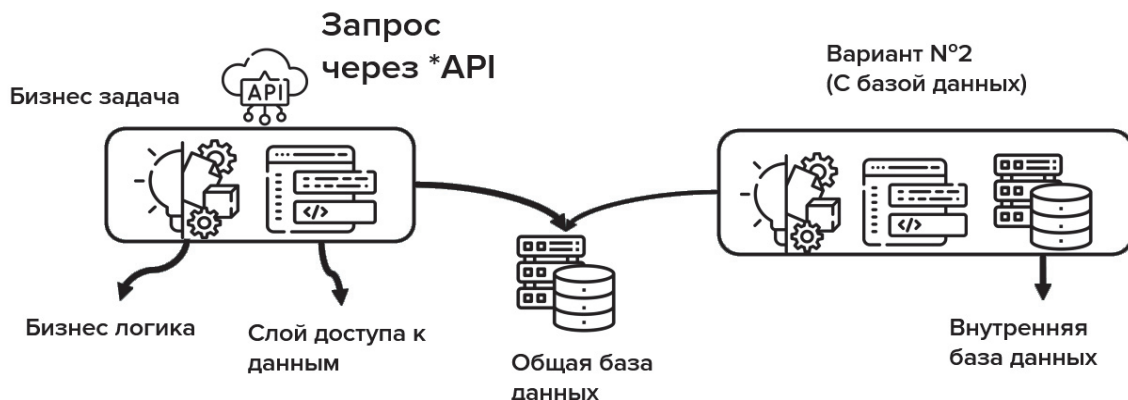 Запрос
через *API
Вариант №2
(С базой данных)
Бизнес задача
API
</>
</>
Бизнес логика
Слой доступа к
данным
Общая база
данных
Внутренняя
база данных